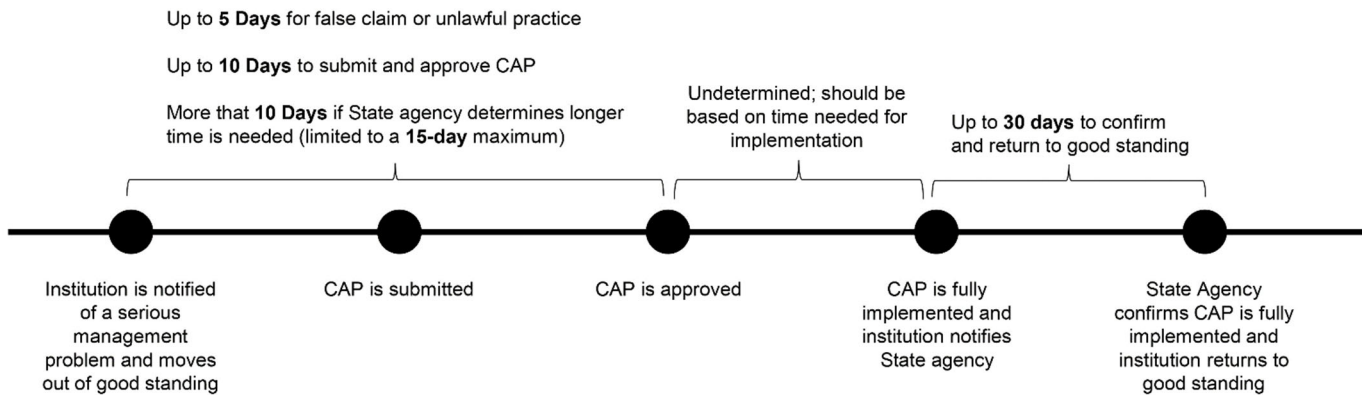 Up to 5 Days for false claim or unlawful practice
Up to 10 Days to submit and approve CAP
More that 10 Days if State agency determines longer
time is needed (limited to a 15-day maximum)
Undetermined; should be
based on time needed for
implementation
Up to 30 days to confirm
and return to good standing
Institution is notified
of a serious
management
problem and moves
out of good standing
CAP is submitted
CAP is approved
CAP is fully
implemented and
institution notifies
State agency
State Agency
confirms CAP is fully
implemented and
institution returns to
good standing